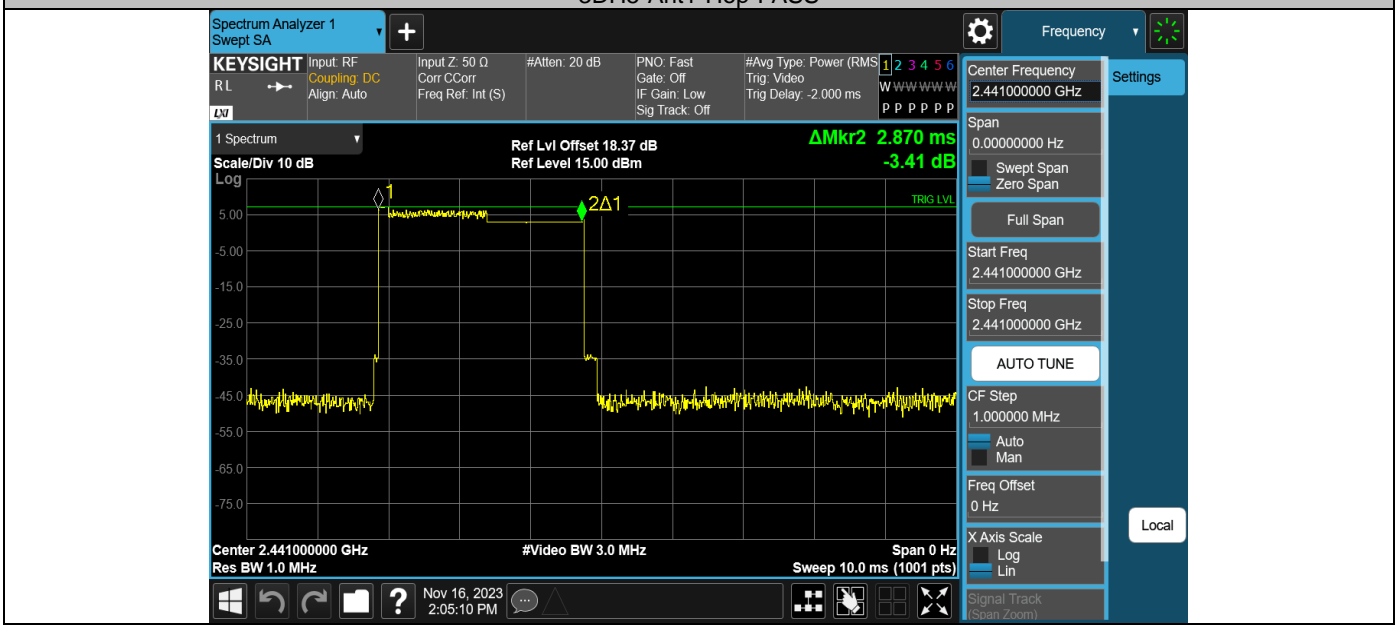 Spectrum Analyzer 1
Swept SA
+
Frequency
KEYSIGHT
RL
LXI
Input: RF
Coupling: DC
Align: Auto
Input Z: 50 Ω
Corr CCorr
Freq Ref: Int (S)
#Atten: 20 dB
PNO: Fast
Gate: Off
IF Gain: Low
Sig Track: Off
#Avg Type: Power (RMS
Trig: Video
Trig Delay: -2.000 ms
1 2 3 4 5 6
W W W W W W
P P P P P P
1 Spectrum
Scale/Div 10 dB
Log
Ref Lvl Offset 18.37 dB
Ref Level 15.00 dBm
ΔMkr2 2.870 ms
-3.41 dB
1
2Δ1
TRIG LVL
5.00
-5.00
-15.0
-25.0
-35.0
-45.0
-55.0
-65.0
-75.0
Center 2.441000000 GHz
#Video BW 3.0 MHz
Span 0 Hz
Res BW 1.0 MHz
Sweep 10.0 ms (1001 pts)
Center Frequency
2.441000000 GHz
Settings
Span
0.00000000 Hz
Swept Span
Zero Span
Full Span
Start Freq
2.441000000 GHz
Stop Freq
2.441000000 GHz
AUTO TUNE
CF Step
1.000000 MHz
Auto
Man
Freq Offset
0 Hz
X Axis Scale
Log
Lin
Signal Track
(Span Zoom)
Local
?
Nov 16, 2023
2:05:10 PM